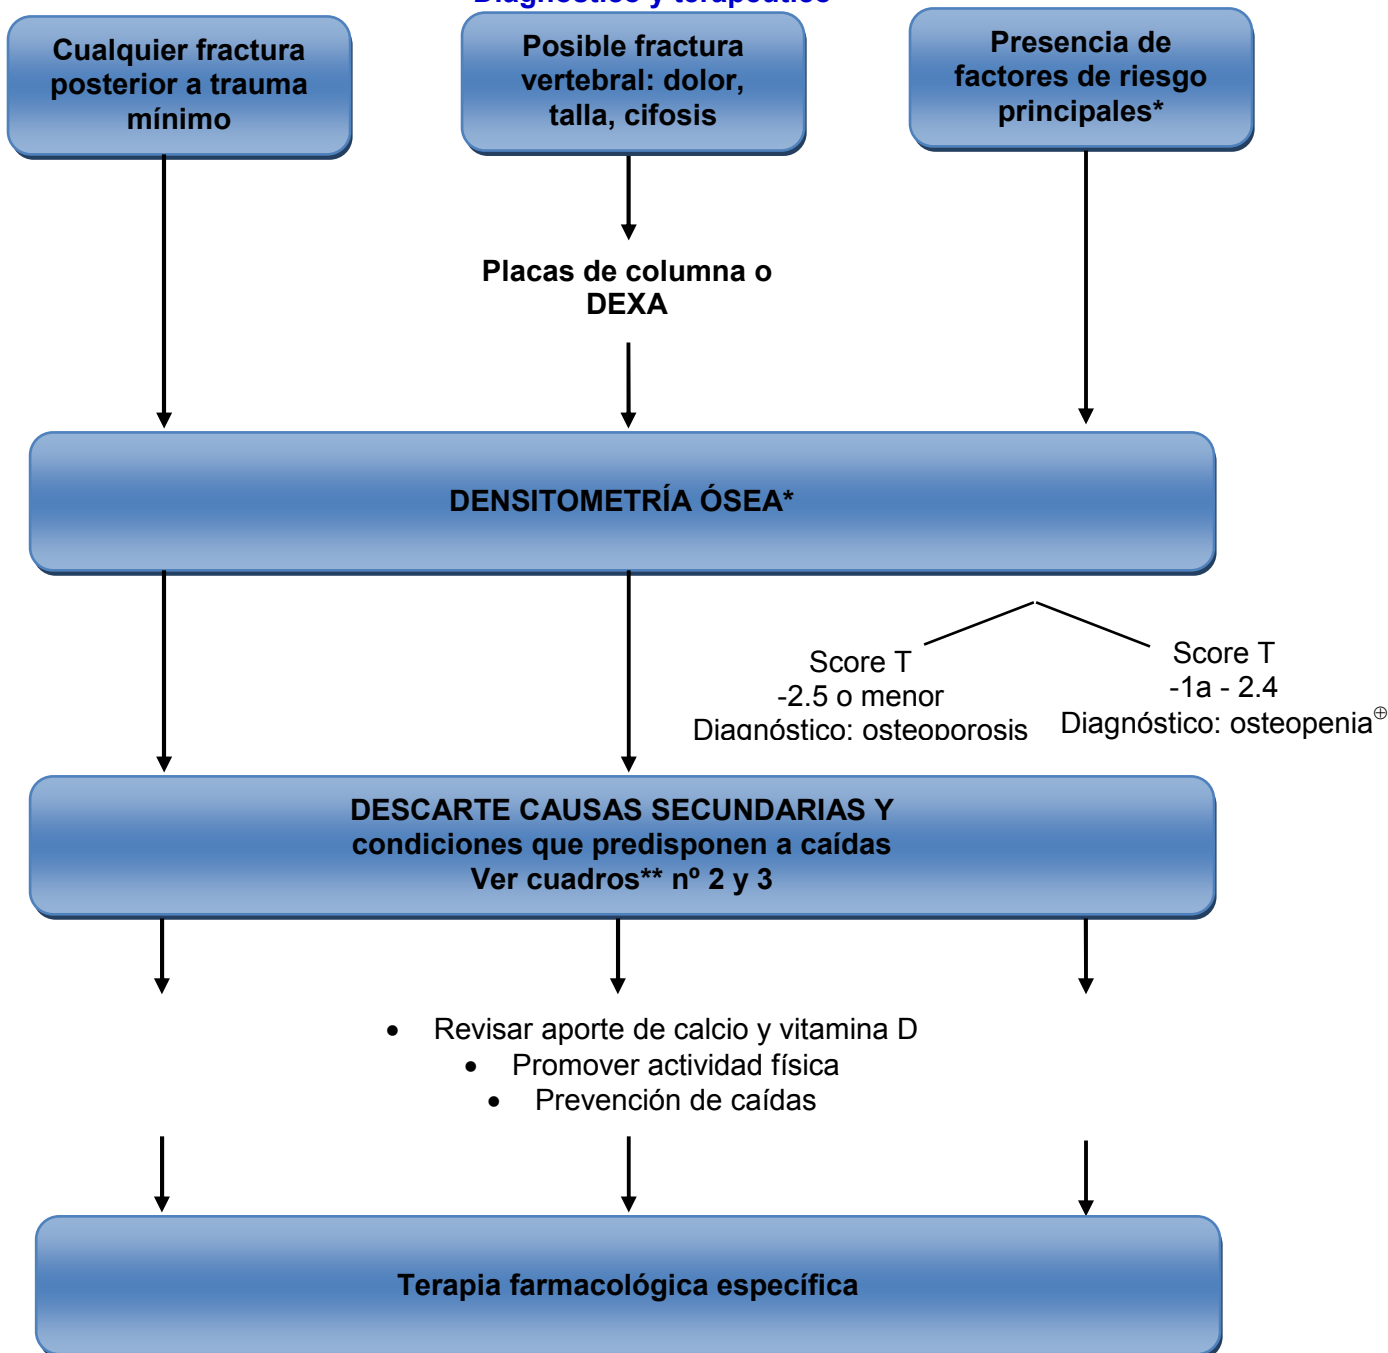 Diagnóstico y terapéutico
Cualquier fractura
posterior a trauma
mínimo
Posible fractura
vertebral: dolor,
talla, cifosis
Presencia de
factores de riesgo
principales*
Placas de columna o
DEXA
DENSITOMETRÍA ÓSEA*
Score T
-2.5 o menor
Diagnóstico: osteoporosis
Score T
-1a - 2.4
Diagnóstico: osteopenia⊕
DESCARTE CAUSAS SECUNDARIAS Y
condiciones que predisponen a caídas
Ver cuadros** nº 2 y 3
• Revisar aporte de calcio y vitamina D
• Promover actividad física
• Prevención de caídas
Terapia farmacológica específica